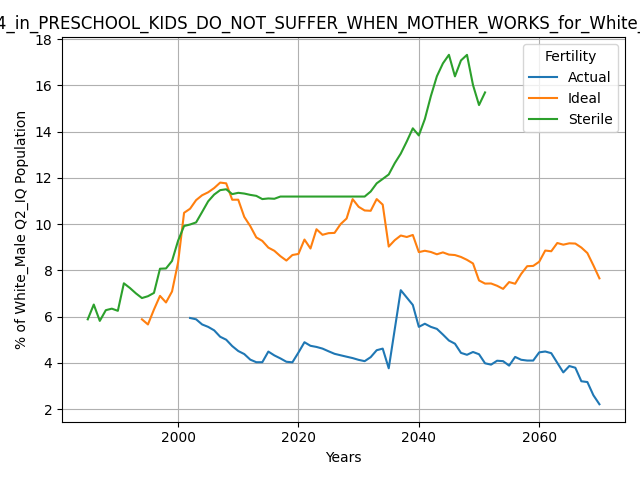 4_in_PRESCHOOL_KIDS_DO_NOT_SUFFER_WHEN_MOTHER_WORKS_for_White_
18
16
14
12
10
8
6
4
2
% of White_Male Q2_IQ Population
Fertility
Actual
Ideal
Sterile
2000
2020
2040
2060
Years